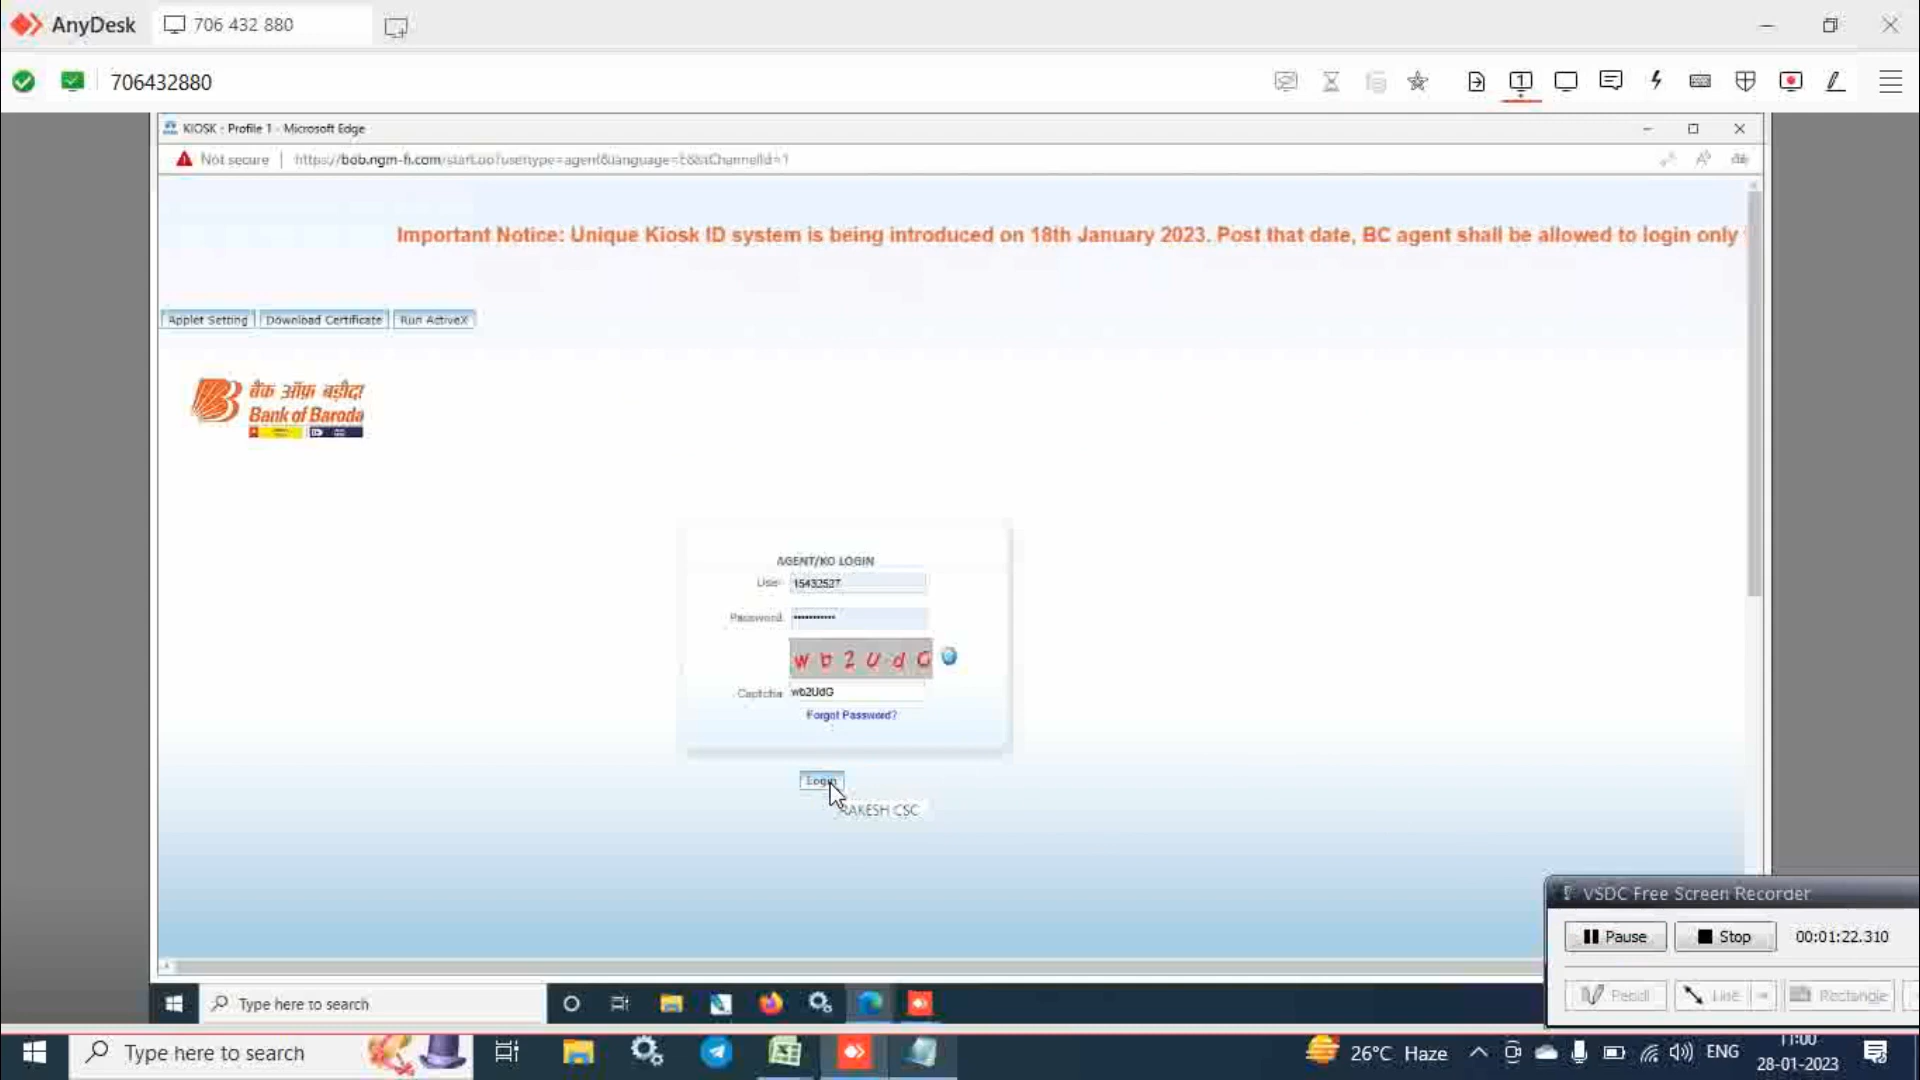 AnyDesk
706 432 880
706432880
KIOSK - Profile 1 - Microsoft Edge
Not secure
Important Notice: Unique Kiosk ID system is being introduced on 18th January 2023. Post that date, BC agent shall be allowed to login only
Applet Setting Download Certificate Run ActiveX
बैंक ऑफ़ बड़ौदा
Bank of Baroda
AGENT/KO LOGIN
User 15432527
Password
w b 2 U d G
Captcha wb2UdG
Forgot Password?
Login
RAKESH CSC
VSDC Free Screen Recorder
Pause Stop 00:01:22.310
Pencil Line Rectangle
Type here to search
Type here to search
26°C Haze ENG
11:00
28-01-2023